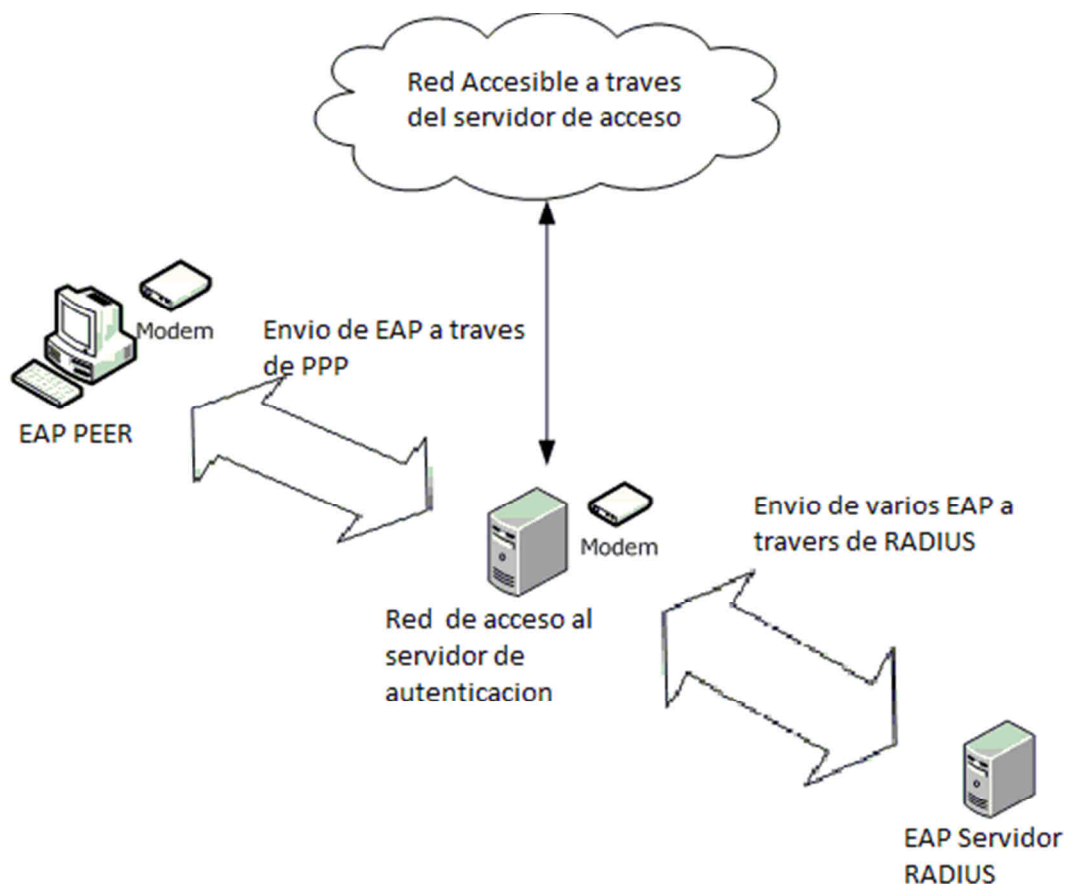 Red Accesible a traves
del servidor de acceso
Modem
Envio de EAP a traves
de PPP
EAP PEER
Modem
Envio de varios EAP a
travers de RADIUS
Red de acceso al
servidor de
autenticacion
EAP Servidor
RADIUS